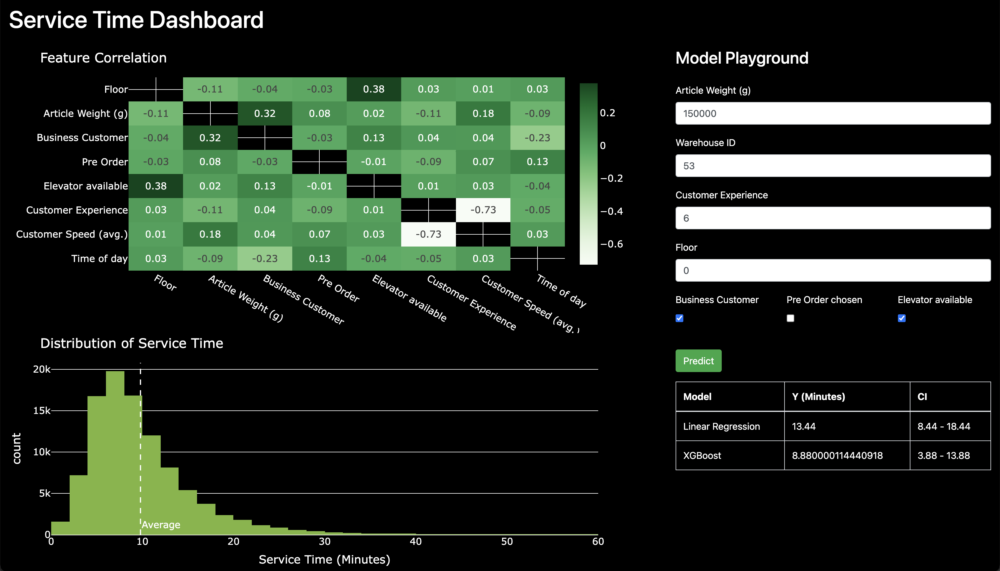 Service Time Dashboard
Feature Correlation
Floor -0.11 -0.04 -0.03 0.38 0.03 0.01 0.03
Article Weight (g) -0.11 0.32 0.08 0.02 -0.11 0.18 -0.09
Business Customer -0.04 0.32 -0.03 0.13 0.04 0.04 -0.23
Pre Order -0.03 0.08 -0.03 -0.01 -0.09 0.07 0.13
Elevator available 0.38 0.02 0.13 -0.01 0.01 0.03 -0.04
Customer Experience 0.03 -0.11 0.04 -0.09 0.01 -0.73 -0.05
Customer Speed (avg.) 0.01 0.18 0.04 0.07 0.03 -0.73 0.03
Time of day 0.03 -0.09 -0.23 0.13 -0.04 -0.05 0.03
Floor
Article Weight (g)
Business Customer
Pre Order
Elevator available
Customer Experience
Customer Speed (avg.)
Time of day
0.2
0
−0.2
−0.4
−0.6
Distribution of Service Time
20k
15k
10k
5k
0
count
Average
0 10 20 30 40 50 60
Service Time (Minutes)
Model Playground
Article Weight (g)
150000
Warehouse ID
53
Customer Experience
6
Floor
0
Business Customer Pre Order chosen Elevator available
Predict
Model Y (Minutes) CI
Linear Regression 13.44 8.44 - 18.44
XGBoost 8.880000114440918 3.88 - 13.88